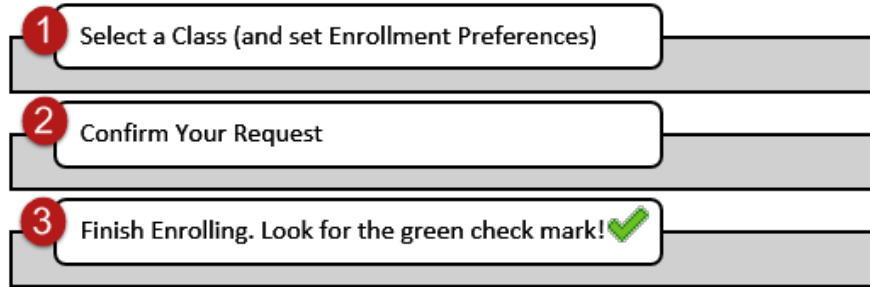 1 Select a Class (and set Enrollment Preferences)
2 Confirm Your Request
3 Finish Enrolling. Look for the green check mark!